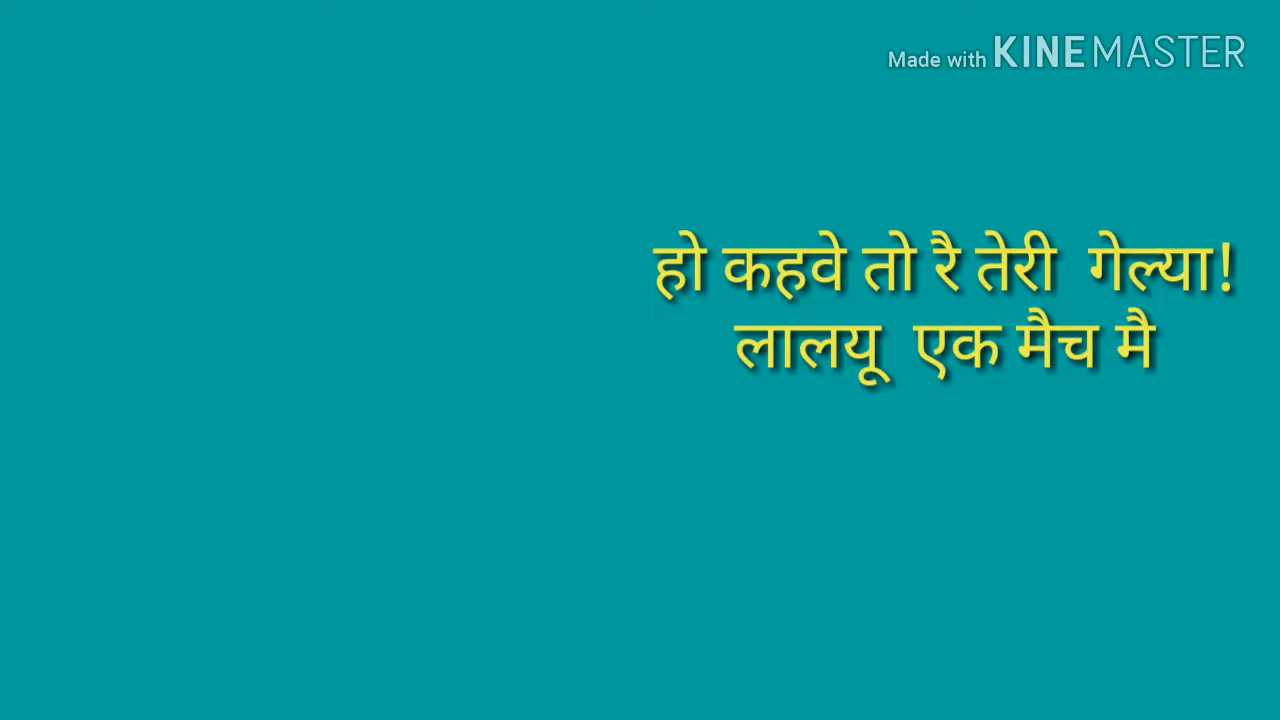 Made with KINEMASTER
हो कहवे तो रै तेरी गेल्या!
लालयू एक मैच मै